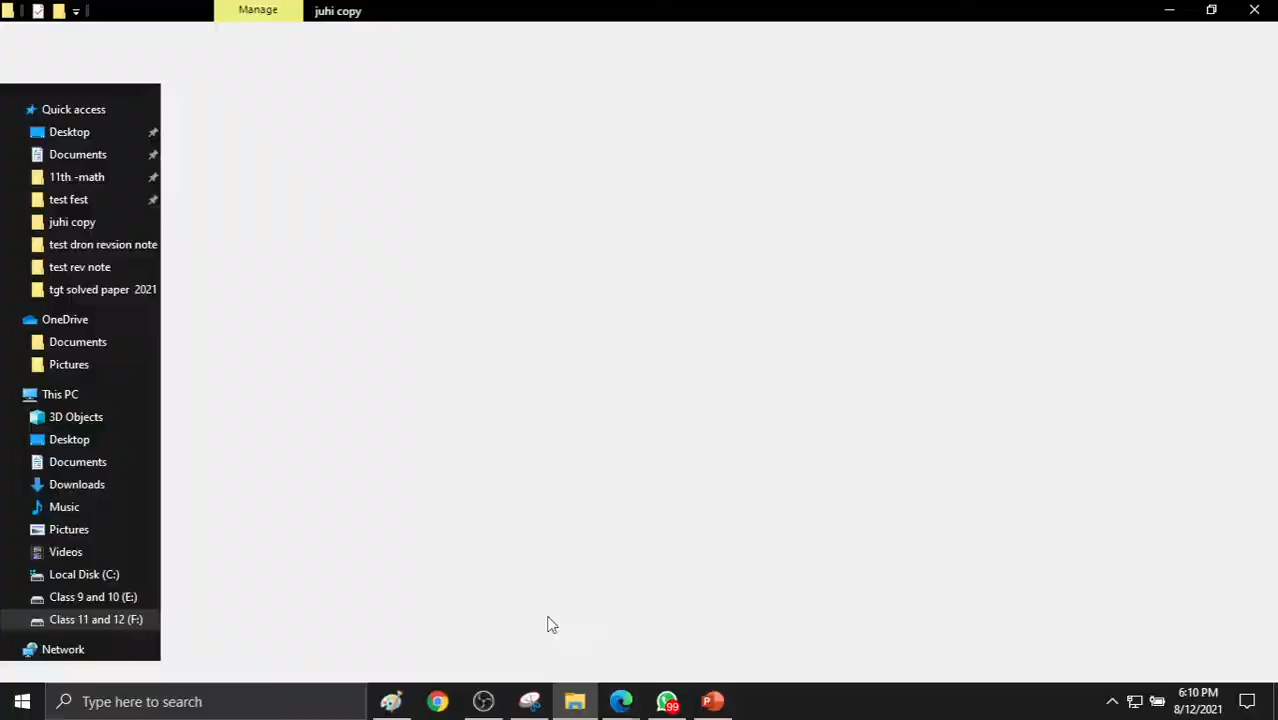 Manage
juhi copy
Quick access
Desktop
Documents
11th -math
test fest
juhi copy
test dron revsion note
test rev note
tgt solved paper 2021
OneDrive
Documents
Pictures
This PC
3D Objects
Desktop
Documents
Downloads
Music
Pictures
Videos
Local Disk (C:)
Class 9 and 10 (E:)
Class 11 and 12 (F:)
Network
Type here to search
99
6:10 PM
8/12/2021